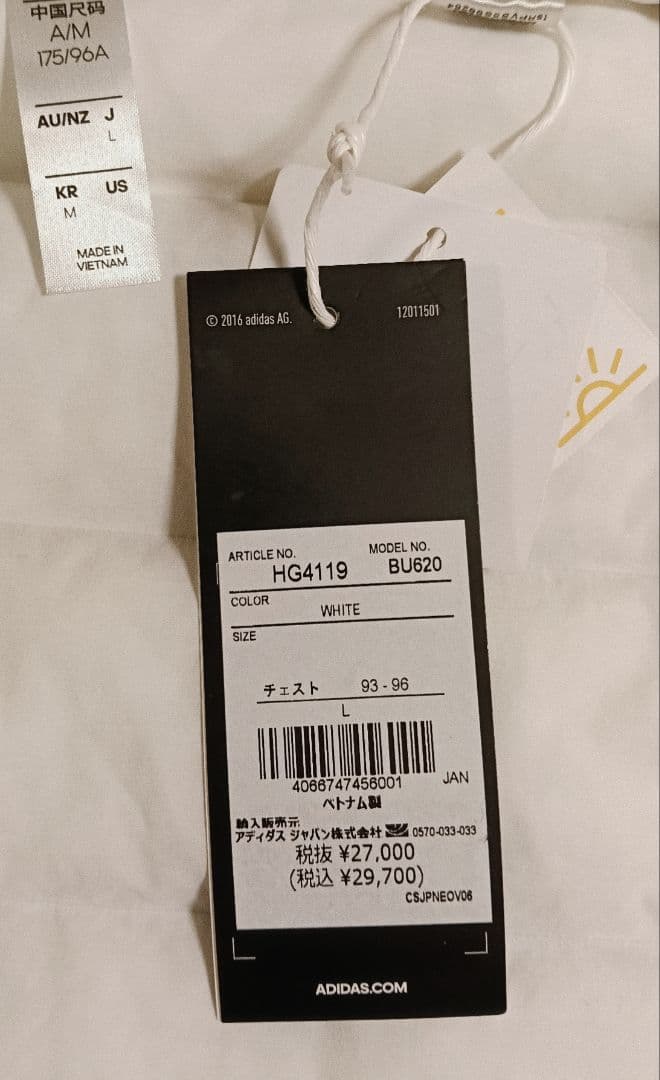 中国尺码
A/M
175/96A
AU/NZ J
L
KR US
M
MADE IN
VIETNAM
© 2016 adidas AG. 12011501
ARTICLE NO. MODEL NO.
HG4119 BU620
COLOR
WHITE
SIZE
チェスト 93 - 96
L
4066747456001 JAN
ベトナム製
輸入販売元
アディダス ジャパン株式会社 0570-033-033
税抜 ¥27,000
(税込 ¥29,700)
CSJPNEOV06
ADIDAS.COM